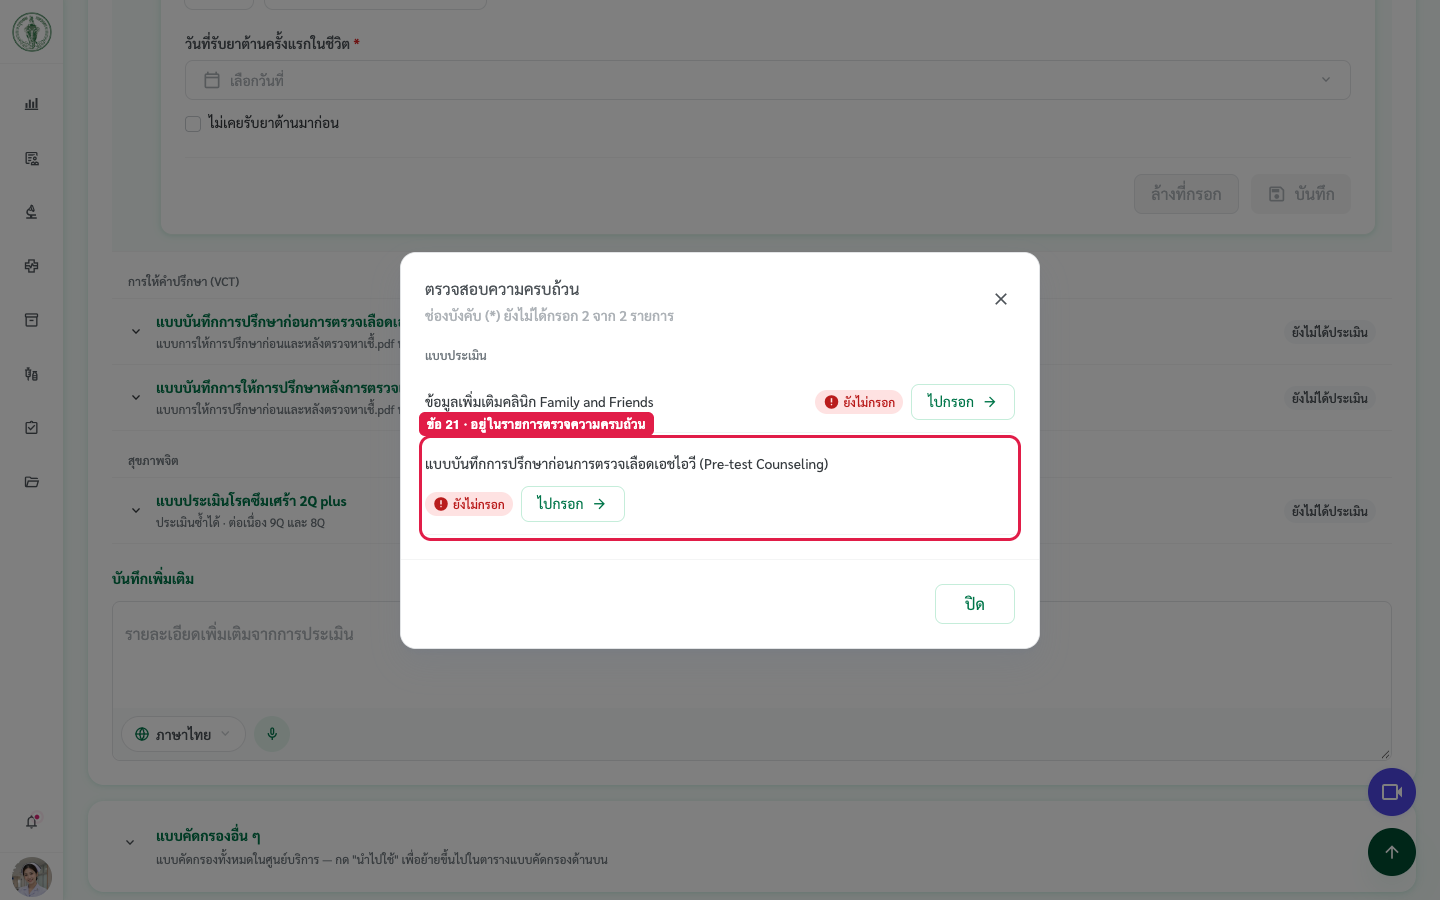 วันที่รับยาต้านครั้งแรกในชีวิต *
เลือกวันที่
ไม่เคยรับยาต้านมาก่อน
ล้างที่กรอก
บันทึก
การให้คำปรึกษา (VCT)
แบบบันทึกการปรึกษาก่อนการตรวจเลือดเ
แบบการให้การปรึกษาก่อนและหลังตรวจหาเชื้.pdf
ยังไม่ได้ประเมิน
แบบบันทึกการให้การปรึกษาหลังการตรวจ
แบบการให้การปรึกษาก่อนและหลังตรวจหาเชื้.pdf
ยังไม่ได้ประเมิน
สุขภาพจิต
แบบประเมินโรคซึมเศร้า 2Q plus
ประเมินซ้ำได้ · ต่อเนื่อง 9Q และ 8Q
ยังไม่ได้ประเมิน
บันทึกเพิ่มเติม
รายละเอียดเพิ่มเติมจากการประเมิน
ภาษาไทย
แบบคัดกรองอื่น ๆ
แบบคัดกรองทั้งหมดในศูนย์บริการ — กด "นำไปใช้" เพื่อย้ายขึ้นไปในตารางแบบคัดกรองด้านบน
ตรวจสอบความครบถ้วน
ช่องบังคับ (*) ยังไม่ได้กรอก 2 จาก 2 รายการ
แบบประเมิน
ข้อมูลเพิ่มเติมคลินิก Family and Friends
ยังไม่กรอก
ไปกรอก
ข้อ 21 · อยู่ในรายการตรวจความครบถ้วน
แบบบันทึกการปรึกษาก่อนการตรวจเลือดเอชไอวี (Pre-test Counseling)
ยังไม่กรอก
ไปกรอก
ปิด